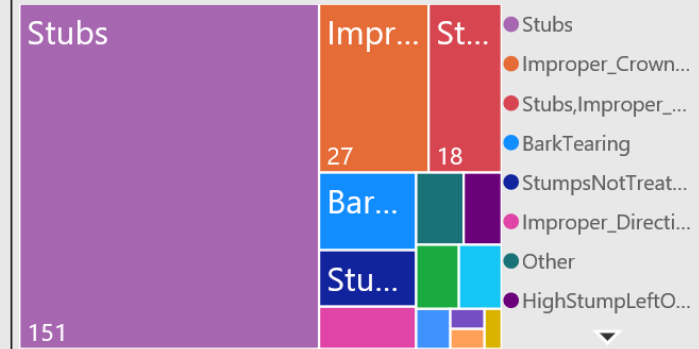 Stubs
151
Impr...
27
St...
18
Bar...
Stu...
Stubs
Improper_Crown...
Stubs,Improper_...
BarkTearing
StumpsNotTreat...
Improper_Directi...
Other
HighStumpLeftO...